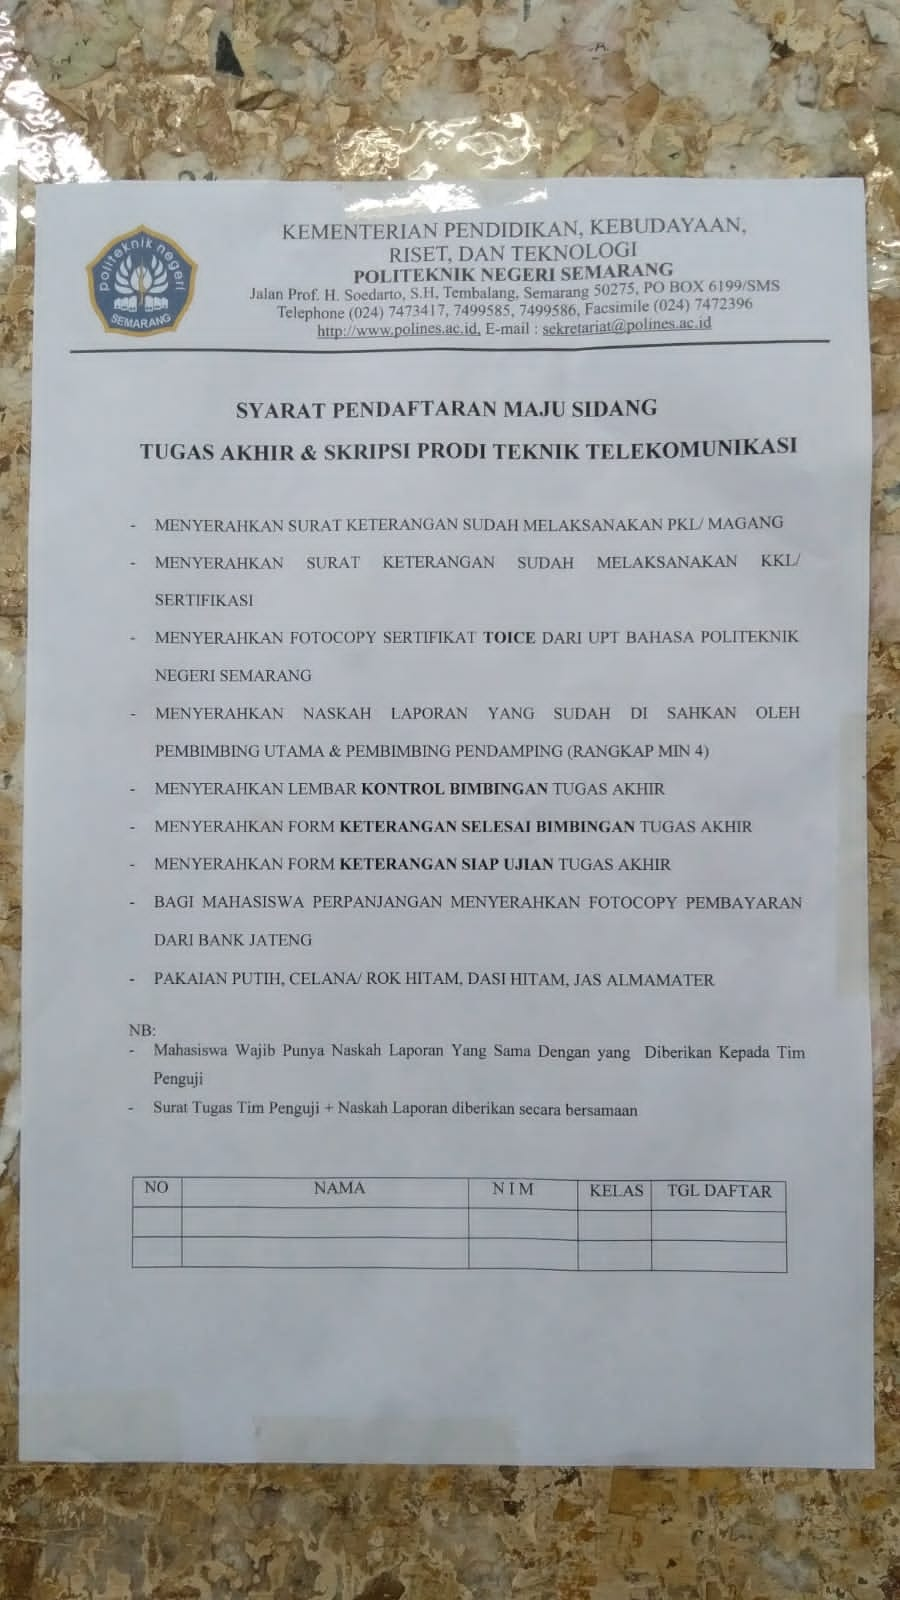 politeknik negeri
SEMARANG
KEMENTERIAN PENDIDIKAN, KEBUDAYAAN,
RISET, DAN TEKNOLOGI
POLITEKNIK NEGERI SEMARANG
Jalan Prof. H. Soedarto, S.H, Tembalang, Semarang 50275, PO BOX 6199/SMS
Telephone (024) 7473417, 7499585, 7499586, Facsimile (024) 7472396
http://www.polines.ac.id, E-mail : sekretariat@polines.ac.id
SYARAT PENDAFTARAN MAJU SIDANG
TUGAS AKHIR & SKRIPSI PRODI TEKNIK TELEKOMUNIKASI
- MENYERAHKAN SURAT KETERANGAN SUDAH MELAKSANAKAN PKL/ MAGANG
- MENYERAHKAN SURAT KETERANGAN SUDAH MELAKSANAKAN KKL/
SERTIFIKASI
- MENYERAHKAN FOTOCOPY SERTIFIKAT TOICE DARI UPT BAHASA POLITEKNIK
NEGERI SEMARANG
- MENYERAHKAN NASKAH LAPORAN YANG SUDAH DI SAHKAN OLEH
PEMBIMBING UTAMA & PEMBIMBING PENDAMPING (RANGKAP MIN 4)
- MENYERAHKAN LEMBAR KONTROL BIMBINGAN TUGAS AKHIR
- MENYERAHKAN FORM KETERANGAN SELESAI BIMBINGAN TUGAS AKHIR
- MENYERAHKAN FORM KETERANGAN SIAP UJIAN TUGAS AKHIR
- BAGI MAHASISWA PERPANJANGAN MENYERAHKAN FOTOCOPY PEMBAYARAN
DARI BANK JATENG
- PAKAIAN PUTIH, CELANA/ ROK HITAM, DASI HITAM, JAS ALMAMATER
NB:
- Mahasiswa Wajib Punya Naskah Laporan Yang Sama Dengan yang Diberikan Kepada Tim
Penguji
- Surat Tugas Tim Penguji + Naskah Laporan diberikan secara bersamaan
NO NAMA N I M KELAS TGL DAFTAR